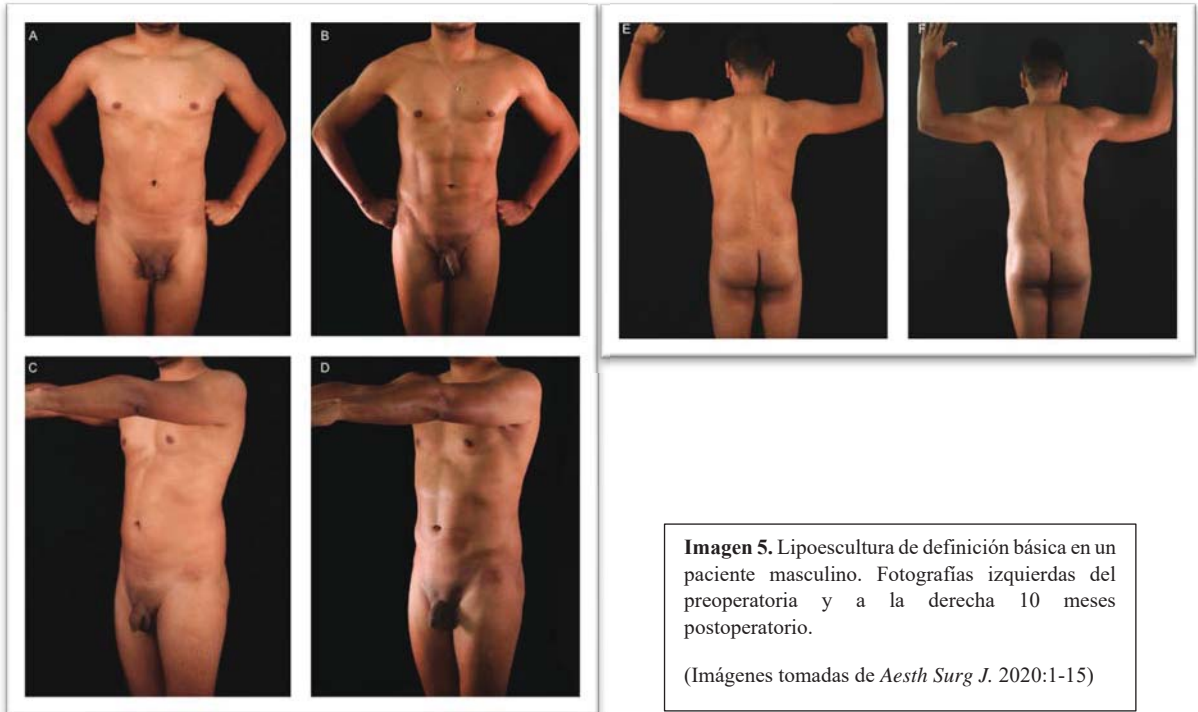 A
B
E
F
C
D
Imagen 5. Lipoescultura de definición básica en un
paciente masculino. Fotografías izquierdas del
preoperatoria y a la derecha 10 meses
postoperatorio.
(Imágenes tomadas de Aesth Surg J. 2020:1-15)